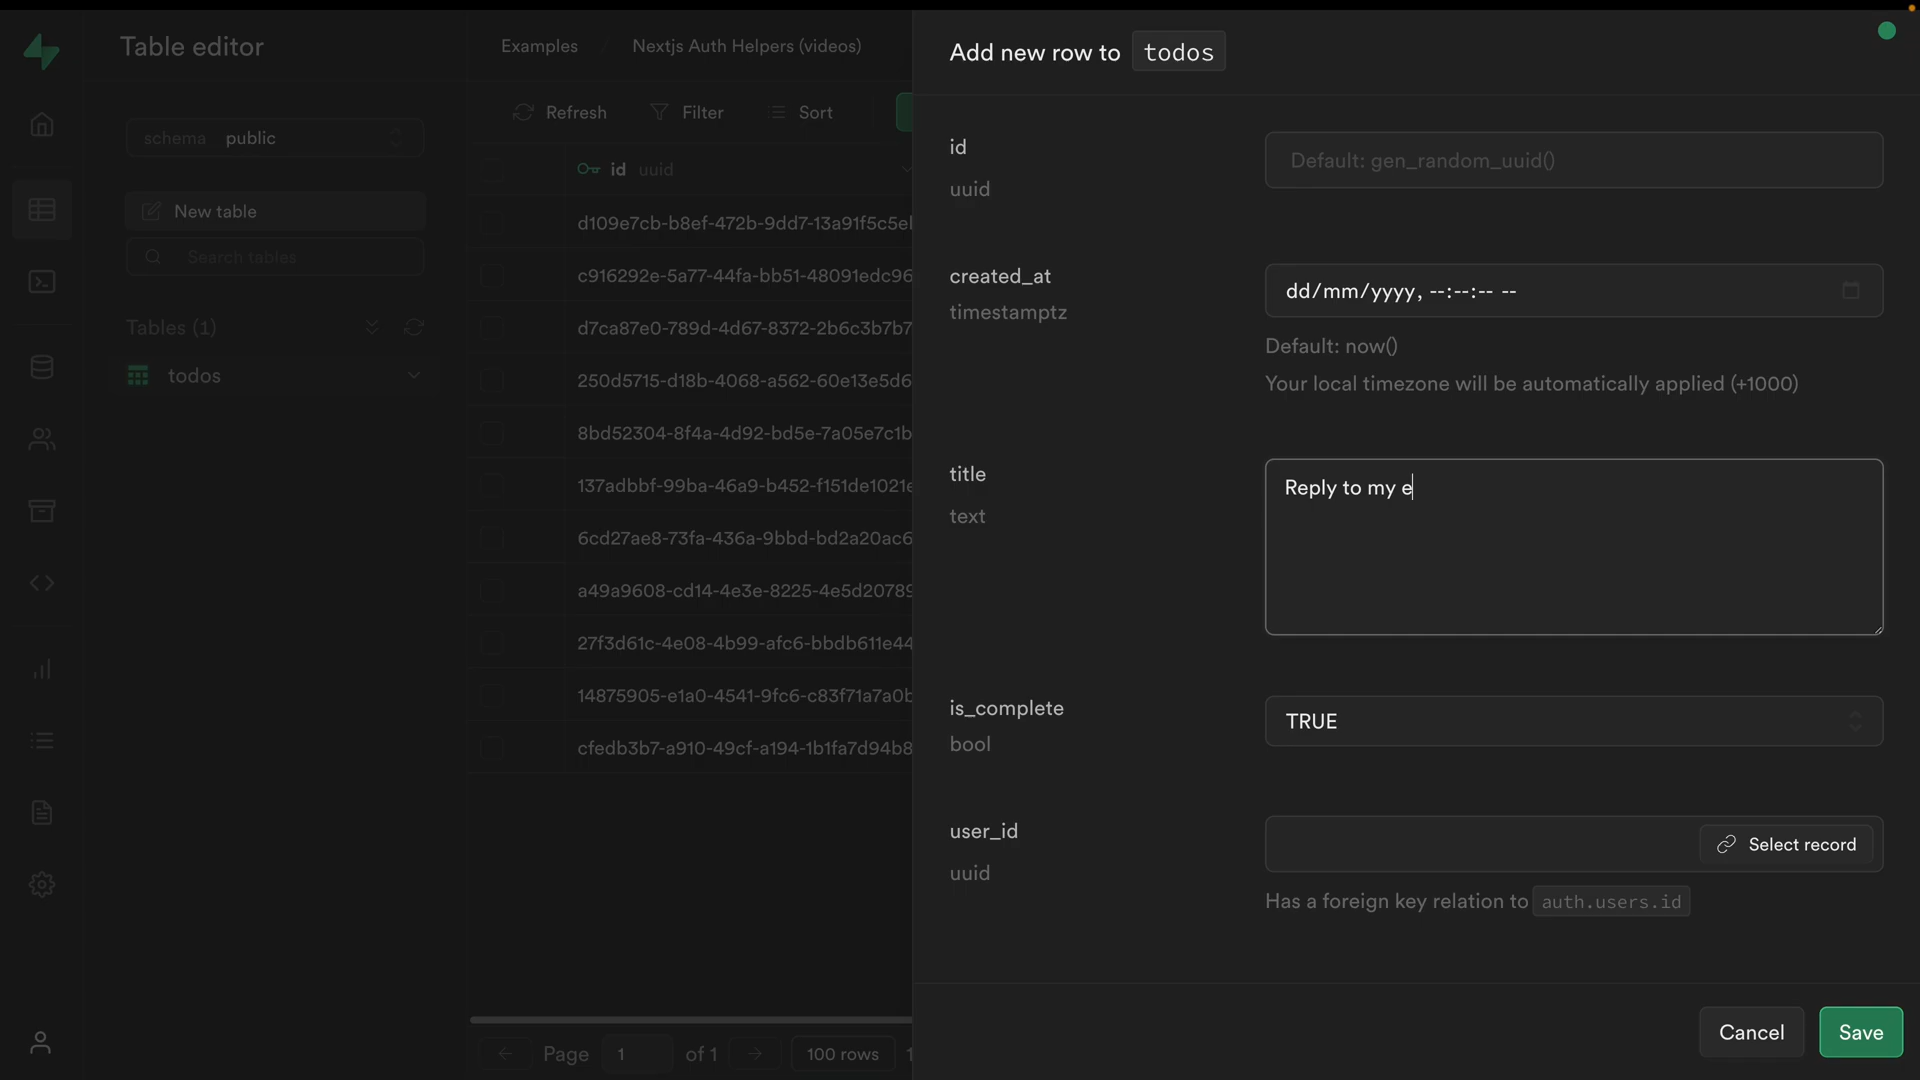 Table editor
schema public
New table
Search tables
Tables (1)
todos
Examples / Nextjs Auth Helpers (videos)
Refresh Filter Sort
id uuid
d109e7cb-b8ef-472b-9dd7-13a91f5c5e
c916292e-5a77-44fa-bb51-48091edc96
d7ca87e0-789d-4d67-8372-2b6c3b7b7
250d5715-d18b-4068-a562-60e13e5d6
8bd52304-8f4a-4d92-bd5e-7a05e7c1b
137adbbf-99ba-46a9-b452-f151de1021e
6cd27ae8-73fa-436a-9bbd-bd2a20ac6
a49a9608-cd14-4e3e-8225-4e5d20789
27f3d61c-4e08-4b99-afc6-bbdb611e44
14875905-e1a0-4541-9fc6-c83f71a7a0b
cfedb3b7-a910-49cf-a194-1b1fa7d94b8
Page 1 of 1 100 rows 1
Add new row to todos
id
uuid
Default: gen_random_uuid()
created_at
timestamptz
dd/mm/yyyy, --:--:-- --
Default: now()
Your local timezone will be automatically applied (+1000)
title
text
Reply to my e
is_complete
bool
TRUE
user_id
uuid
Select record
Has a foreign key relation to auth.users.id
Cancel Save